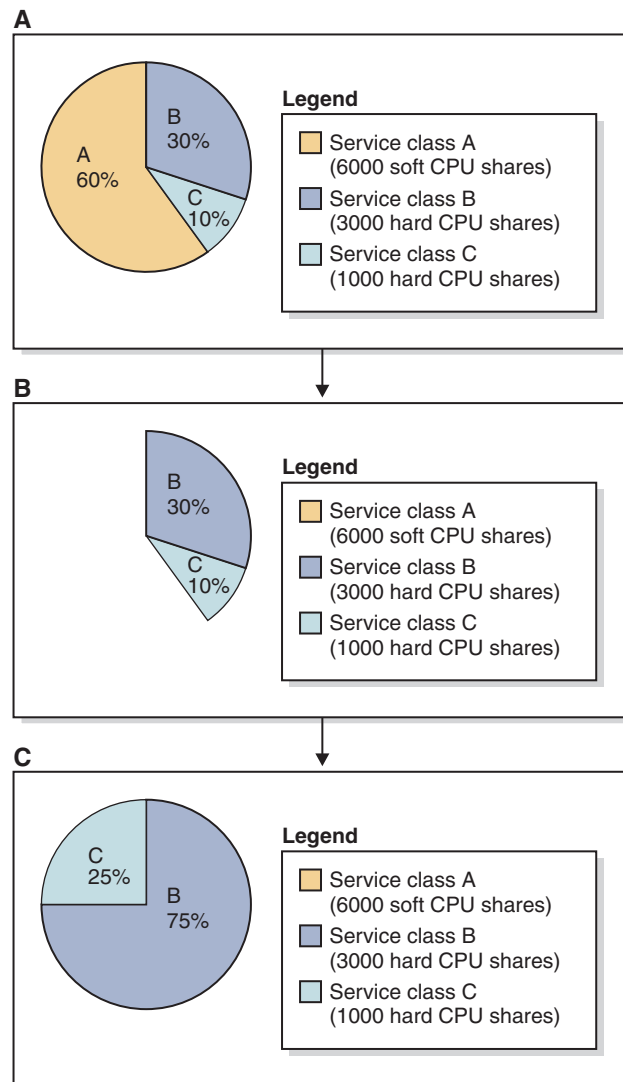 A
A
60%
B
30%
C
10%
Legend
Service class A
(6000 soft CPU shares)
Service class B
(3000 hard CPU shares)
Service class C
(1000 hard CPU shares)
B
B
30%
C
10%
Legend
Service class A
(6000 soft CPU shares)
Service class B
(3000 hard CPU shares)
Service class C
(1000 hard CPU shares)
C
C
25%
B
75%
Legend
Service class A
(6000 soft CPU shares)
Service class B
(3000 hard CPU shares)
Service class C
(1000 hard CPU shares)